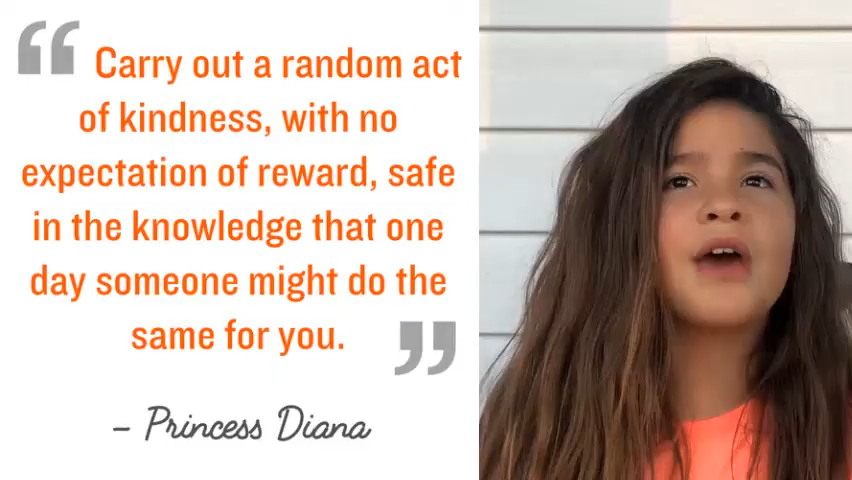 “ Carry out a random act
of kindness, with no
expectation of reward, safe
in the knowledge that one
day someone might do the
same for you. ”
– Princess Diana